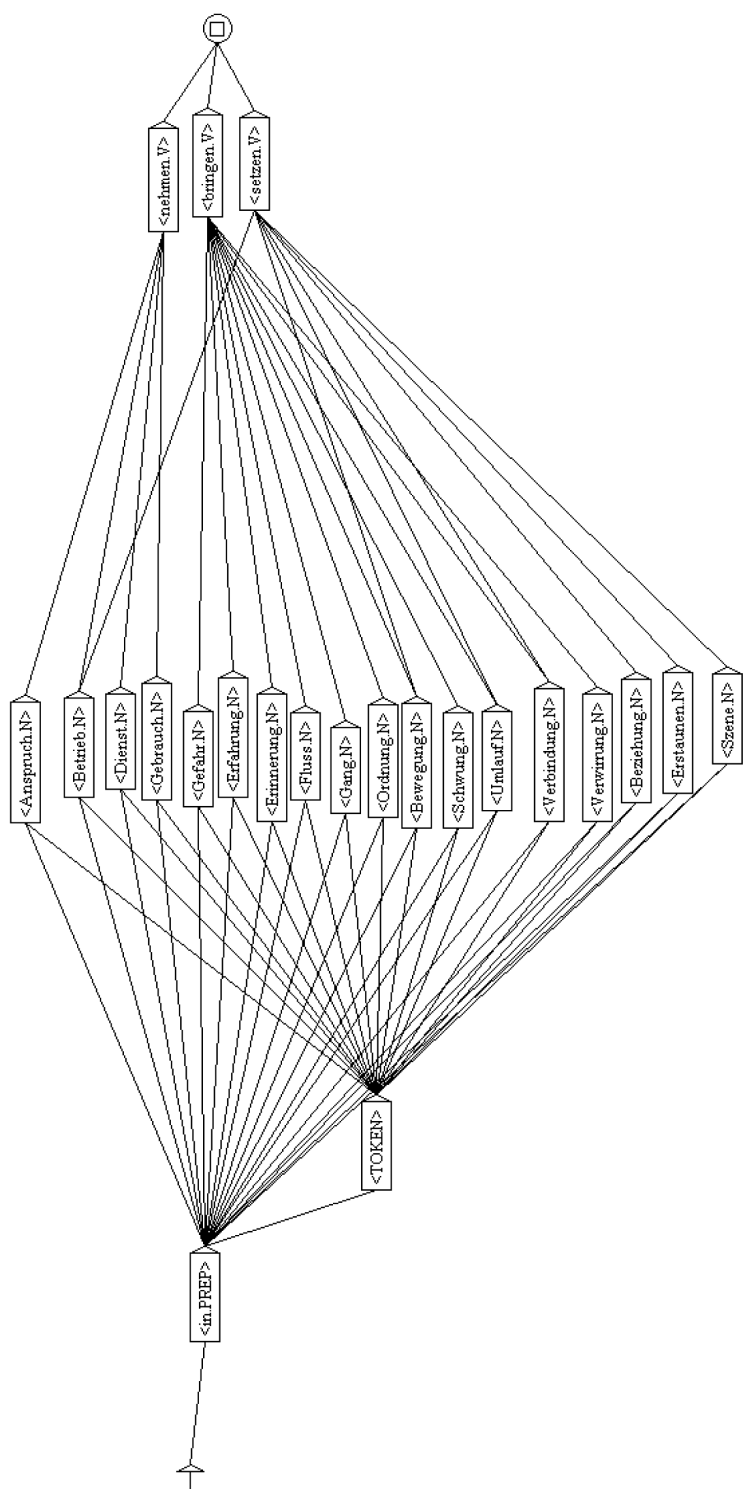 <in.PREP>
<TOKEN>
<Anspruch.N>
<Betrieb.N>
<Dienst.N>
<Gebrauch.N>
<Gefahr.N>
<Erfahrung.N>
<Erinnerung.N>
<Fluss.N>
<Gang.N>
<Ordnung.N>
<Bewegung.N>
<Schwung.N>
<Umlauf.N>
<Verbindung.N>
<Verwirrung.N>
<Beziehung.N>
<Erstaunen.N>
<Szene.N>
<nehmen.V>
<bringen.V>
<setzen.V>